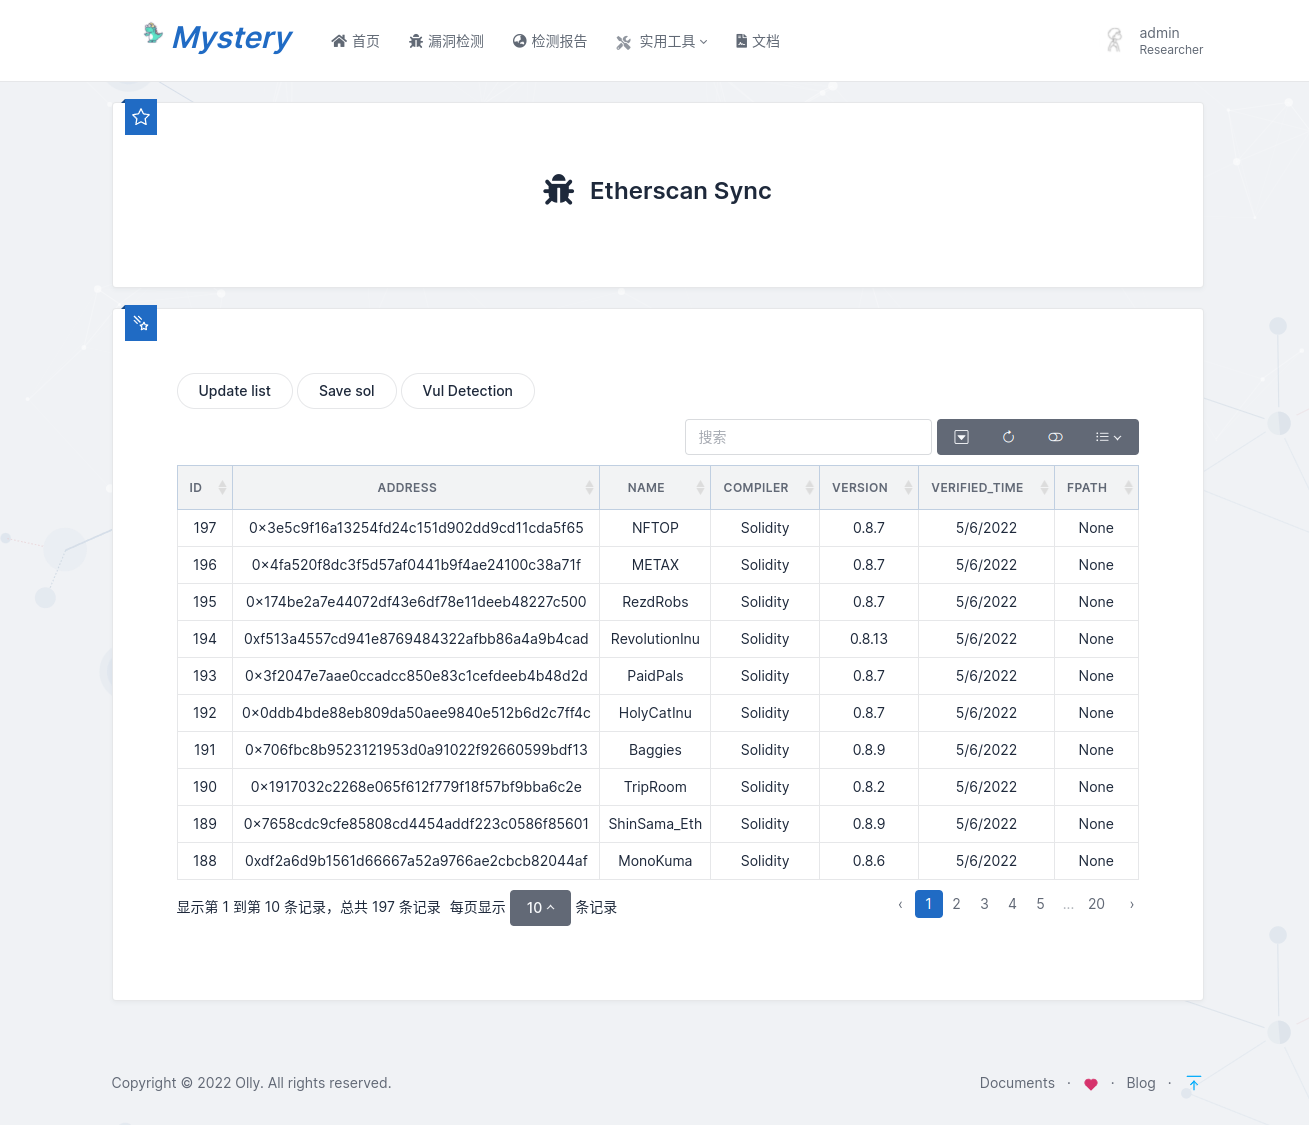 Mystery 首页 漏洞检测 检测报告 实用工具 文档 admin
Researcher
Etherscan Sync
Update list Save sol Vul Detection
搜索
ID ADDRESS NAME COMPILER VERSION VERIFIED_TIME FPATH
197 0x3e5c9f16a13254fd24c151d902dd9cd11cda5f65 NFTOP Solidity 0.8.7 5/6/2022 None
196 0x4fa520f8dc3f5d57af0441b9f4ae24100c38a71f METAX Solidity 0.8.7 5/6/2022 None
195 0x174be2a7e44072df43e6df78e11deeb48227c500 RezdRobs Solidity 0.8.7 5/6/2022 None
194 0xf513a4557cd941e8769484322afbb86a4a9b4cad RevolutionInu Solidity 0.8.13 5/6/2022 None
193 0x3f2047e7aae0ccadcc850e83c1cefdeeb4b48d2d PaidPals Solidity 0.8.7 5/6/2022 None
192 0x0ddb4bde88eb809da50aee9840e512b6d2c7ff4c HolyCatInu Solidity 0.8.7 5/6/2022 None
191 0x706fbc8b9523121953d0a91022f92660599bdf13 Baggies Solidity 0.8.9 5/6/2022 None
190 0x1917032c2268e065f612f779f18f57bf9bba6c2e TripRoom Solidity 0.8.2 5/6/2022 None
189 0x7658cdc9cfe85808cd4454addf223c0586f85601 ShinSama_Eth Solidity 0.8.9 5/6/2022 None
188 0xdf2a6d9b1561d66667a52a9766ae2cbcb82044af MonoKuma Solidity 0.8.6 5/6/2022 None
显示第 1 到第 10 条记录，总共 197 条记录 每页显示 10 条记录 ‹ 1 2 3 4 5 ... 20 ›
Copyright © 2022 Olly. All rights reserved. Documents · · Blog ·